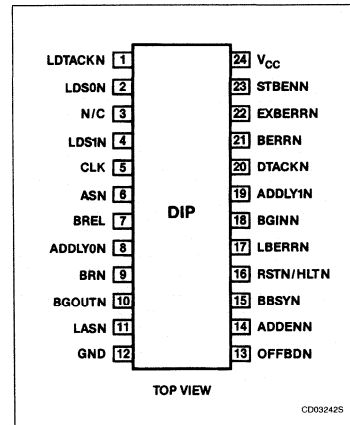 LDTACKN 1 24 VCC
LDS0N 2 23 STBENN
N/C 3 22 EXBERRN
LDS1N 4 21 BERRN
CLK 5 20 DTACKN
ASN 6 19 ADDLY1N
BREL 7 DIP 18 BGINN
ADDLY0N 8 17 LBERRN
BRN 9 16 RSTN/HLTN
BGOUTN 10 15 BBSYN
LASN 11 14 ADDENN
GND 12 13 OFFBDN
TOP VIEW
CD03242S